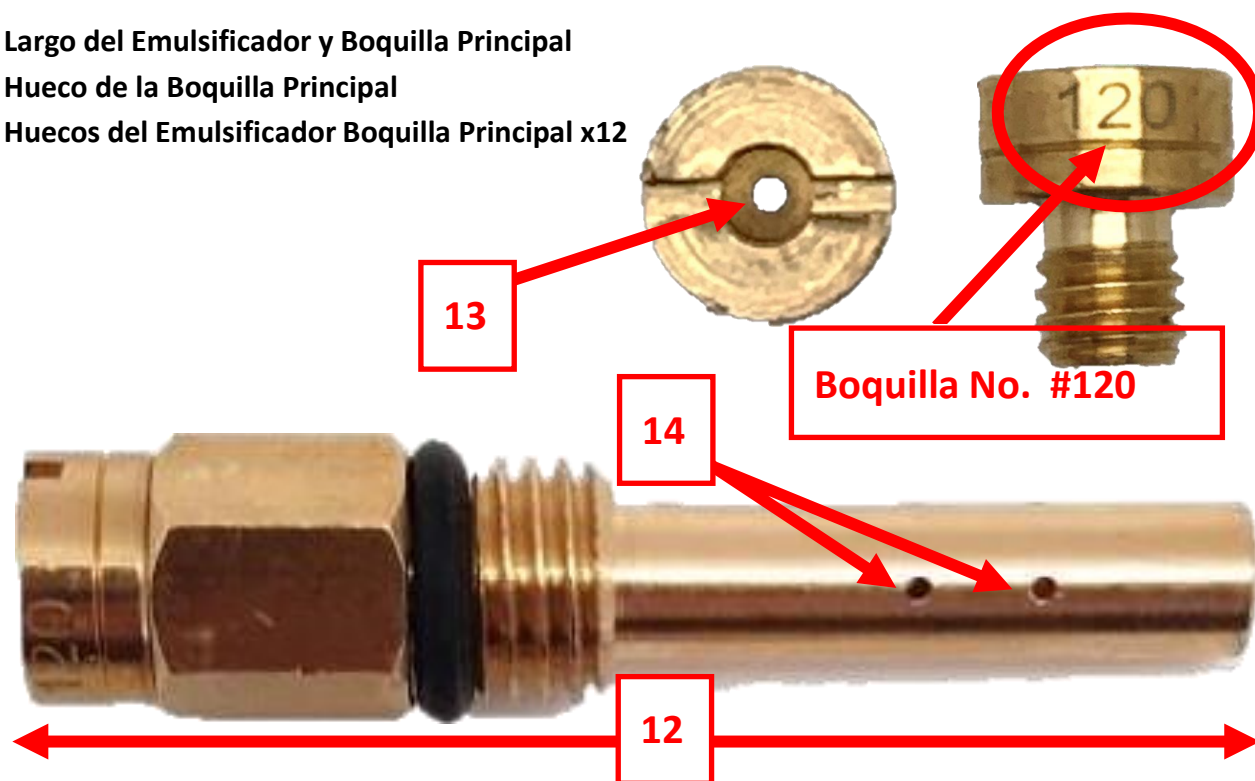 Largo del Emulsificador y Boquilla Principal
Hueco de la Boquilla Principal
Huecos del Emulsificador Boquilla Principal x12
120
13
Boquilla No. #120
14
120
12